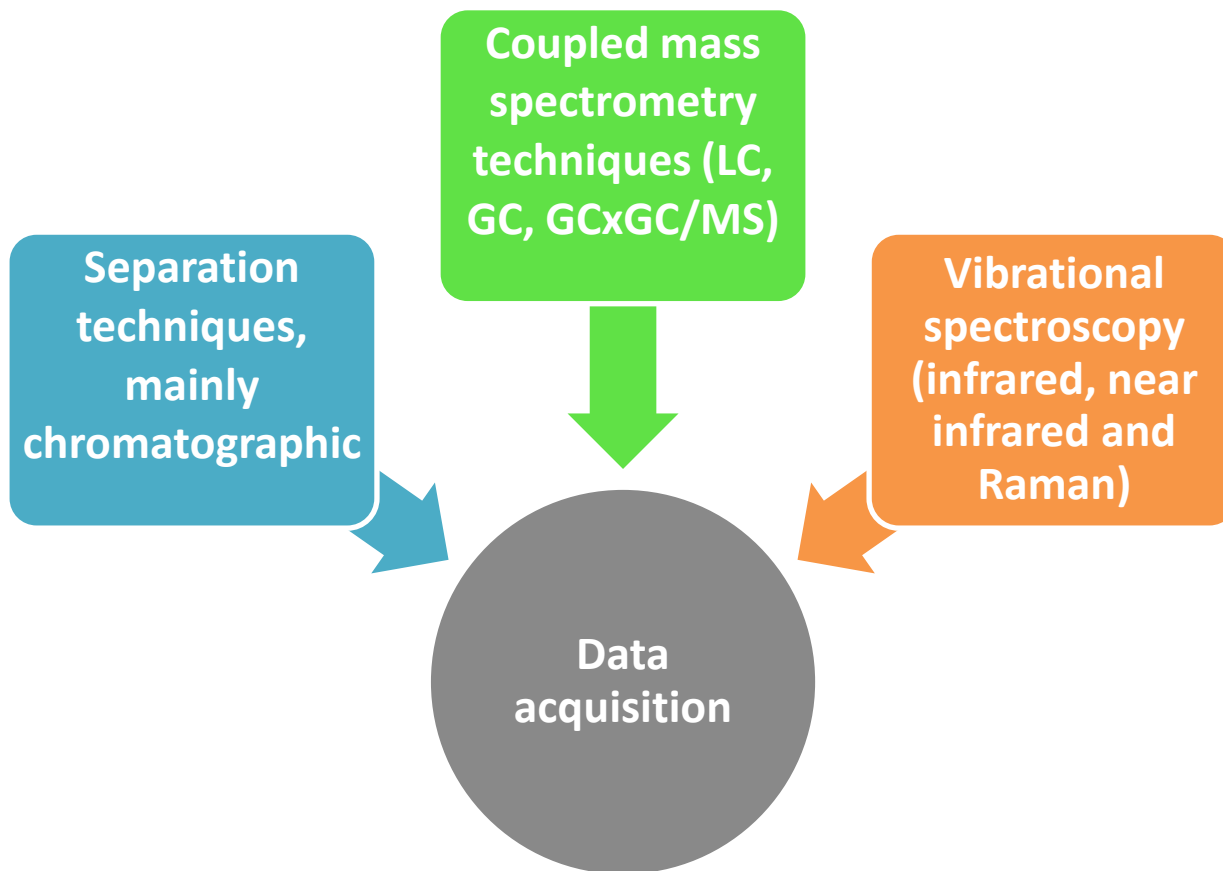 Coupled mass
spectrometry
techniques (LC,
GC, GCxGC/MS)
Separation
techniques,
mainly
chromatographic
Vibrational
spectroscopy
(infrared, near
infrared and
Raman)
Data
acquisition